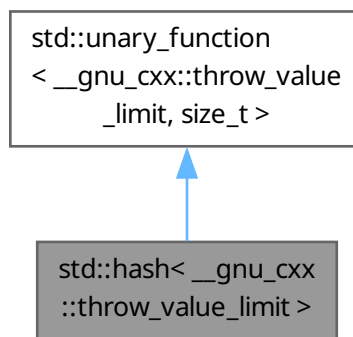 std::unary_function
< __gnu_cxx::throw_value
_limit, size_t >
std::hash< __gnu_cxx
::throw_value_limit >